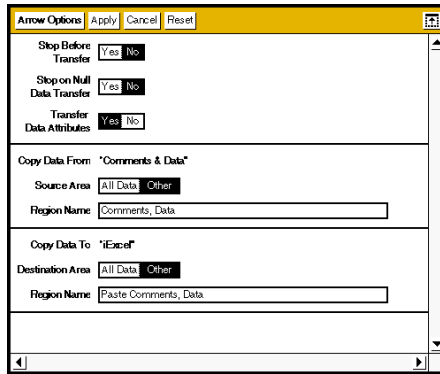 Arrow Options Apply Cancel Reset
Stop Before Transfer Yes No
Stop on Null Data Transfer Yes No
Transfer Data Attributes Yes No
Copy Data From "Comments & Data"
Source Area All Data Other
Region Name Comments, Data
Copy Data To "iExcel"
Destination Area All Data Other
Region Name Paste Comments, Data